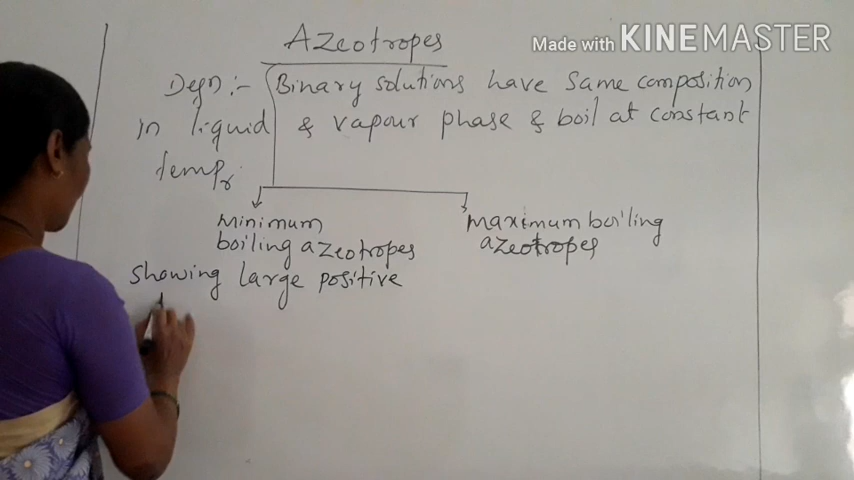 Azeotropes
Made with KINEMASTER
Defn :- Binary solutions have same composition
in liquid & vapour phase & boil at constant
temp.
minimum
boiling azeotropes
maximum boiling
azeotropes
showing large positive